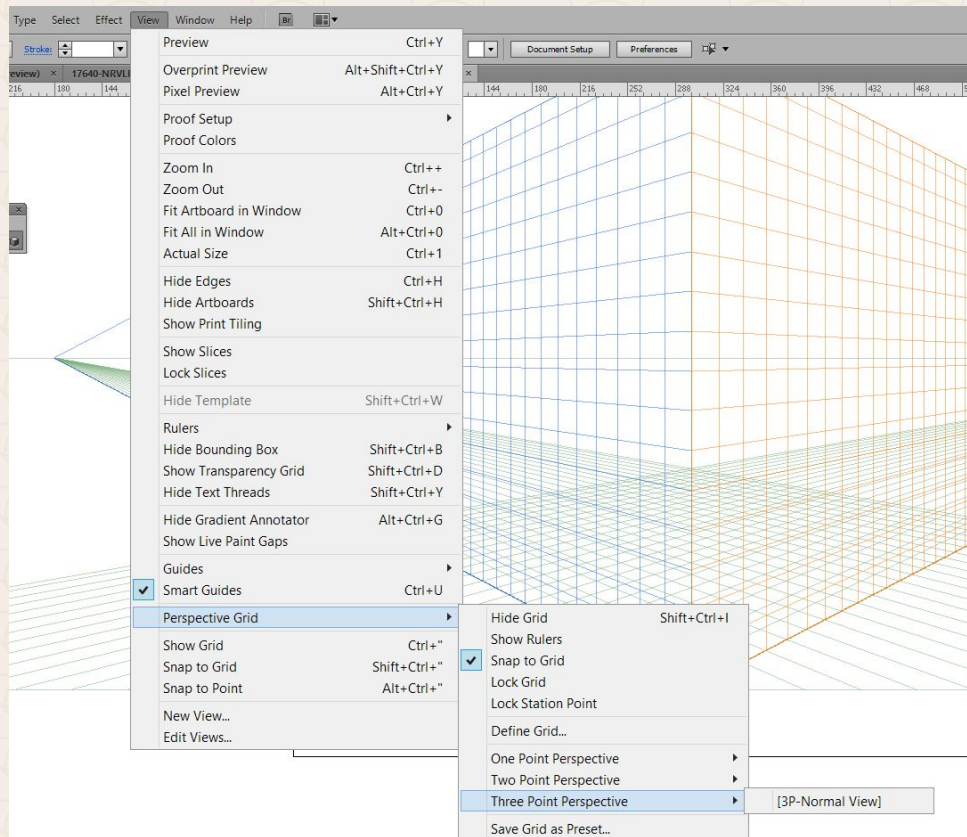 Type Select Effect View Window Help Br
Stroke: Document Setup Preferences
eview) × 17640-NRVLF ×
216 180 144 144 180 216 252 288 324 360 396 432 468
Preview Ctrl+Y
Overprint Preview Alt+Shift+Ctrl+Y
Pixel Preview Alt+Ctrl+Y
Proof Setup
Proof Colors
Zoom In Ctrl++
Zoom Out Ctrl+-
Fit Artboard in Window Ctrl+0
Fit All in Window Alt+Ctrl+0
Actual Size Ctrl+1
Hide Edges Ctrl+H
Hide Artboards Shift+Ctrl+H
Show Print Tiling
Show Slices
Lock Slices
Hide Template Shift+Ctrl+W
Rulers
Hide Bounding Box Shift+Ctrl+B
Show Transparency Grid Shift+Ctrl+D
Hide Text Threads Shift+Ctrl+Y
Hide Gradient Annotator Alt+Ctrl+G
Show Live Paint Gaps
Guides
Smart Guides Ctrl+U
Perspective Grid
Show Grid Ctrl+"
Snap to Grid Shift+Ctrl+"
Snap to Point Alt+Ctrl+"
New View...
Edit Views...
Hide Grid Shift+Ctrl+I
Show Rulers
Snap to Grid
Lock Grid
Lock Station Point
Define Grid...
One Point Perspective
Two Point Perspective
Three Point Perspective
[3P-Normal View]
Save Grid as Preset...